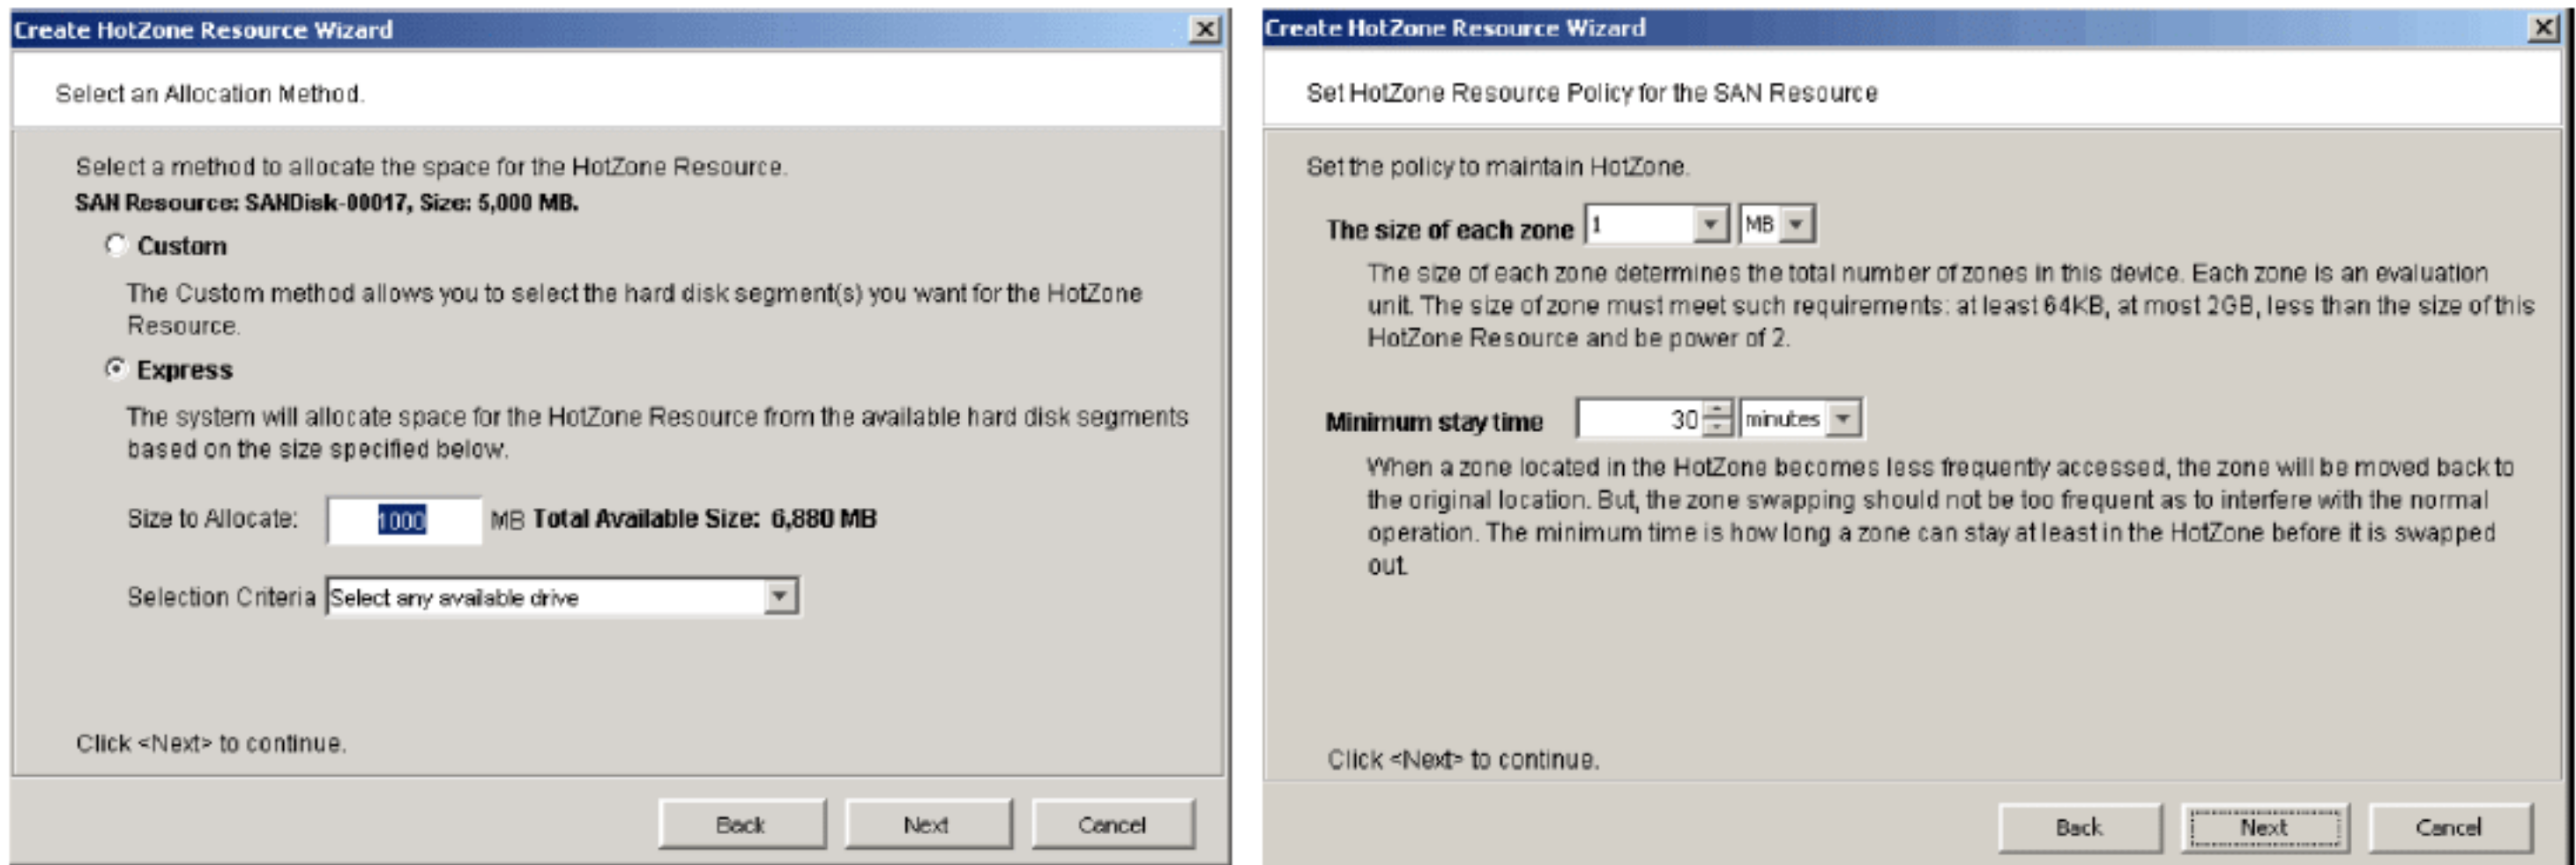 Create HotZone Resource Wizard
Select an Allocation Method.
Select a method to allocate the space for the HotZone Resource.
SAN Resource: SANDisk-00017, Size: 5,000 MB.
Custom
The Custom method allows you to select the hard disk segment(s) you want for the HotZone
Resource.
Express
The system will allocate space for the HotZone Resource from the available hard disk segments
based on the size specified below.
Size to Allocate: 1000 MB Total Available Size: 6,880 MB
Selection Criteria Select any available drive
Click <Next> to continue.
Back Next Cancel
Create HotZone Resource Wizard
Set HotZone Resource Policy for the SAN Resource
Set the policy to maintain HotZone.
The size of each zone 1 MB
The size of each zone determines the total number of zones in this device. Each zone is an evaluation
unit. The size of zone must meet such requirements: at least 64KB, at most 2GB, less than the size of this
HotZone Resource and be power of 2.
Minimum stay time 30 minutes
When a zone located in the HotZone becomes less frequently accessed, the zone will be moved back to
the original location. But, the zone swapping should not be too frequent as to interfere with the normal
operation. The minimum time is how long a zone can stay at least in the HotZone before it is swapped
out.
Click <Next> to continue.
Back Next Cancel